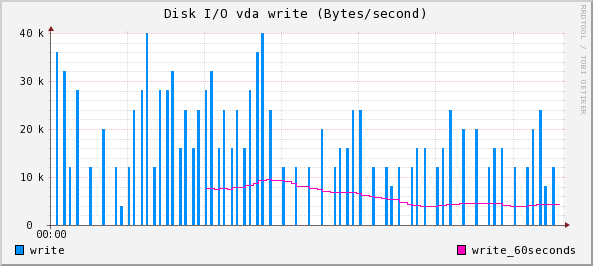 Disk I/O vda write (Bytes/second)
RRDTOOL / TOBI OETIKER
40 k
30 k
20 k
10 k
0
00:00
write
write_60seconds